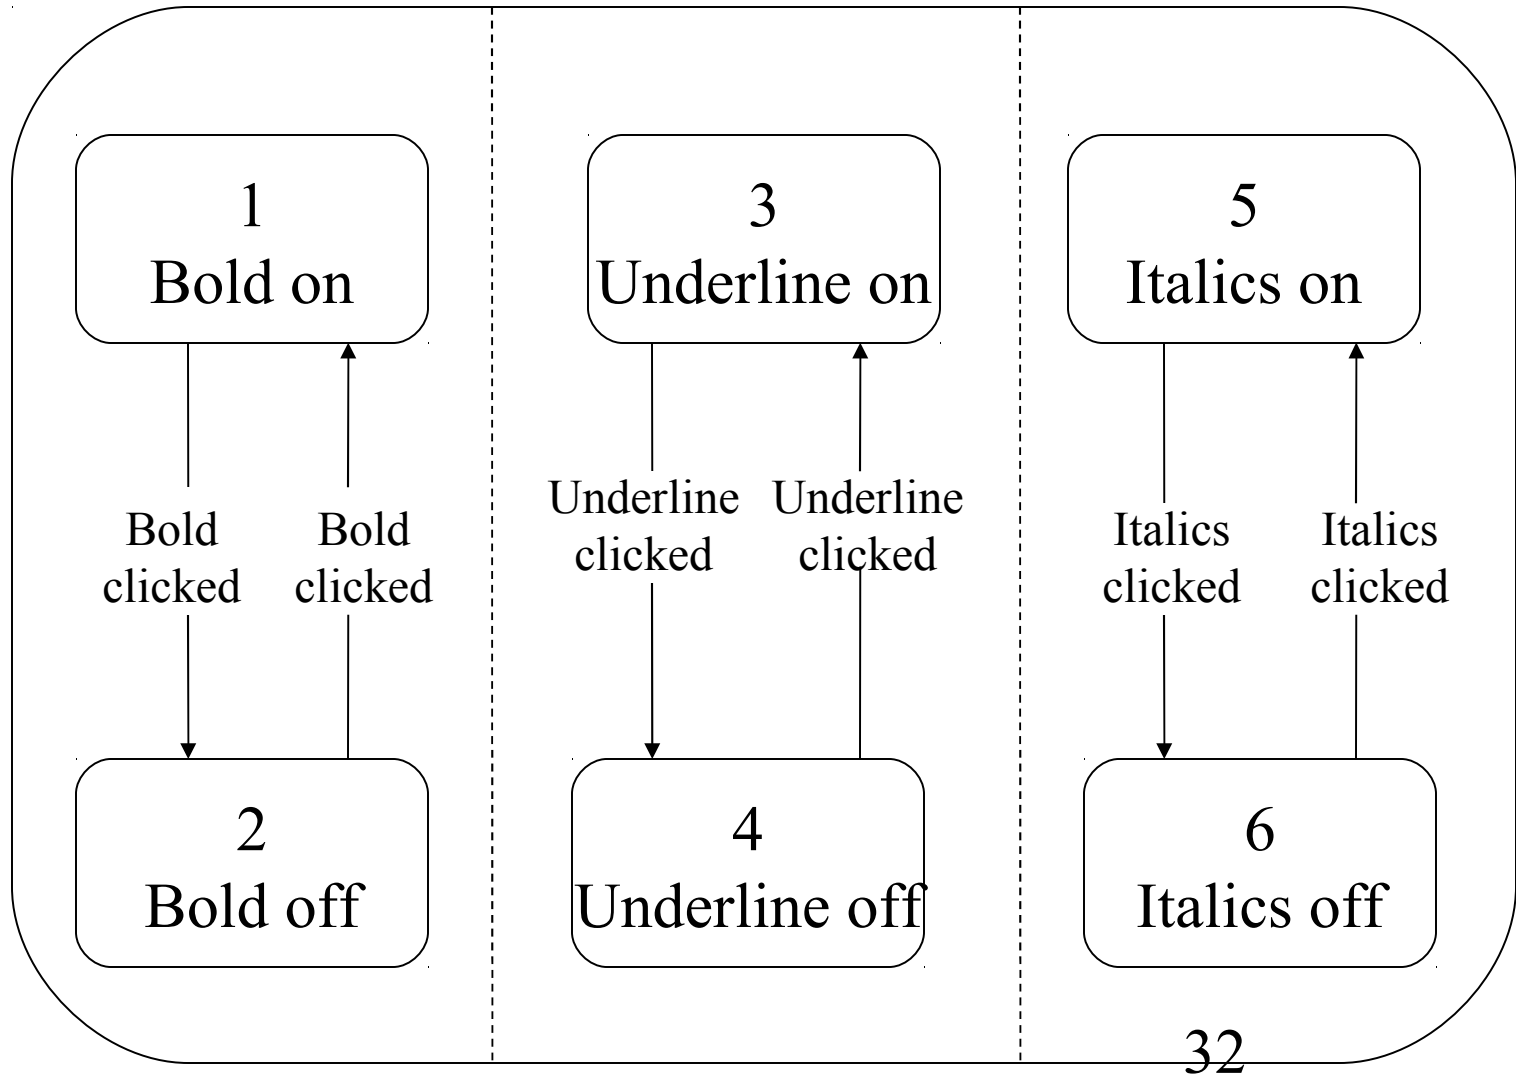 1
Bold on
3
Underline on
5
Italics on
Bold
clicked
Bold
clicked
Underline
clicked
Underline
clicked
Italics
clicked
Italics
clicked
2
Bold off
4
Underline off
6
Italics off
32